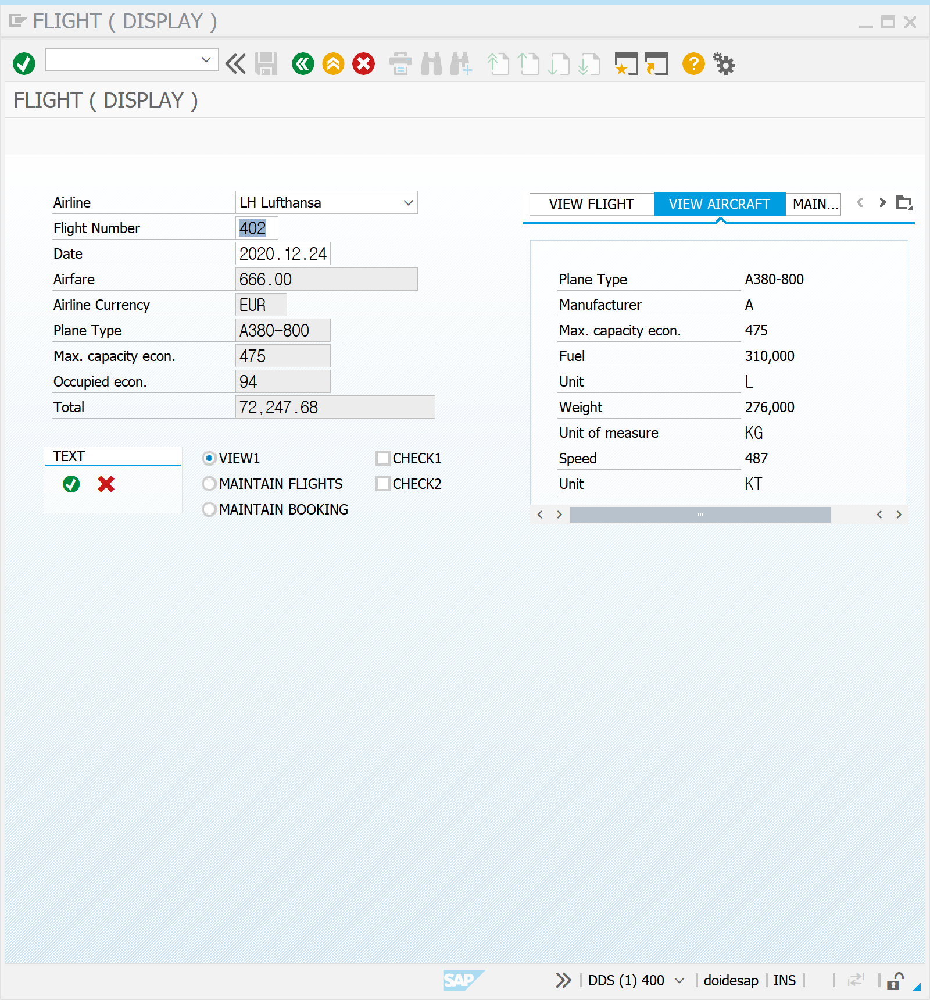 FLIGHT ( DISPLAY )
FLIGHT ( DISPLAY )
Airline LH Lufthansa
Flight Number 402
Date 2020.12.24
Airfare 666.00
Airline Currency EUR
Plane Type A380-800
Max. capacity econ. 475
Occupied econ. 94
Total 72,247.68
TEXT
VIEW1
MAINTAIN FLIGHTS
MAINTAIN BOOKING
CHECK1
CHECK2
VIEW FLIGHT VIEW AIRCRAFT MAIN...
Plane Type A380-800
Manufacturer A
Max. capacity econ. 475
Fuel 310,000
Unit L
Weight 276,000
Unit of measure KG
Speed 487
Unit KT
SAP DDS (1) 400 doidesap INS